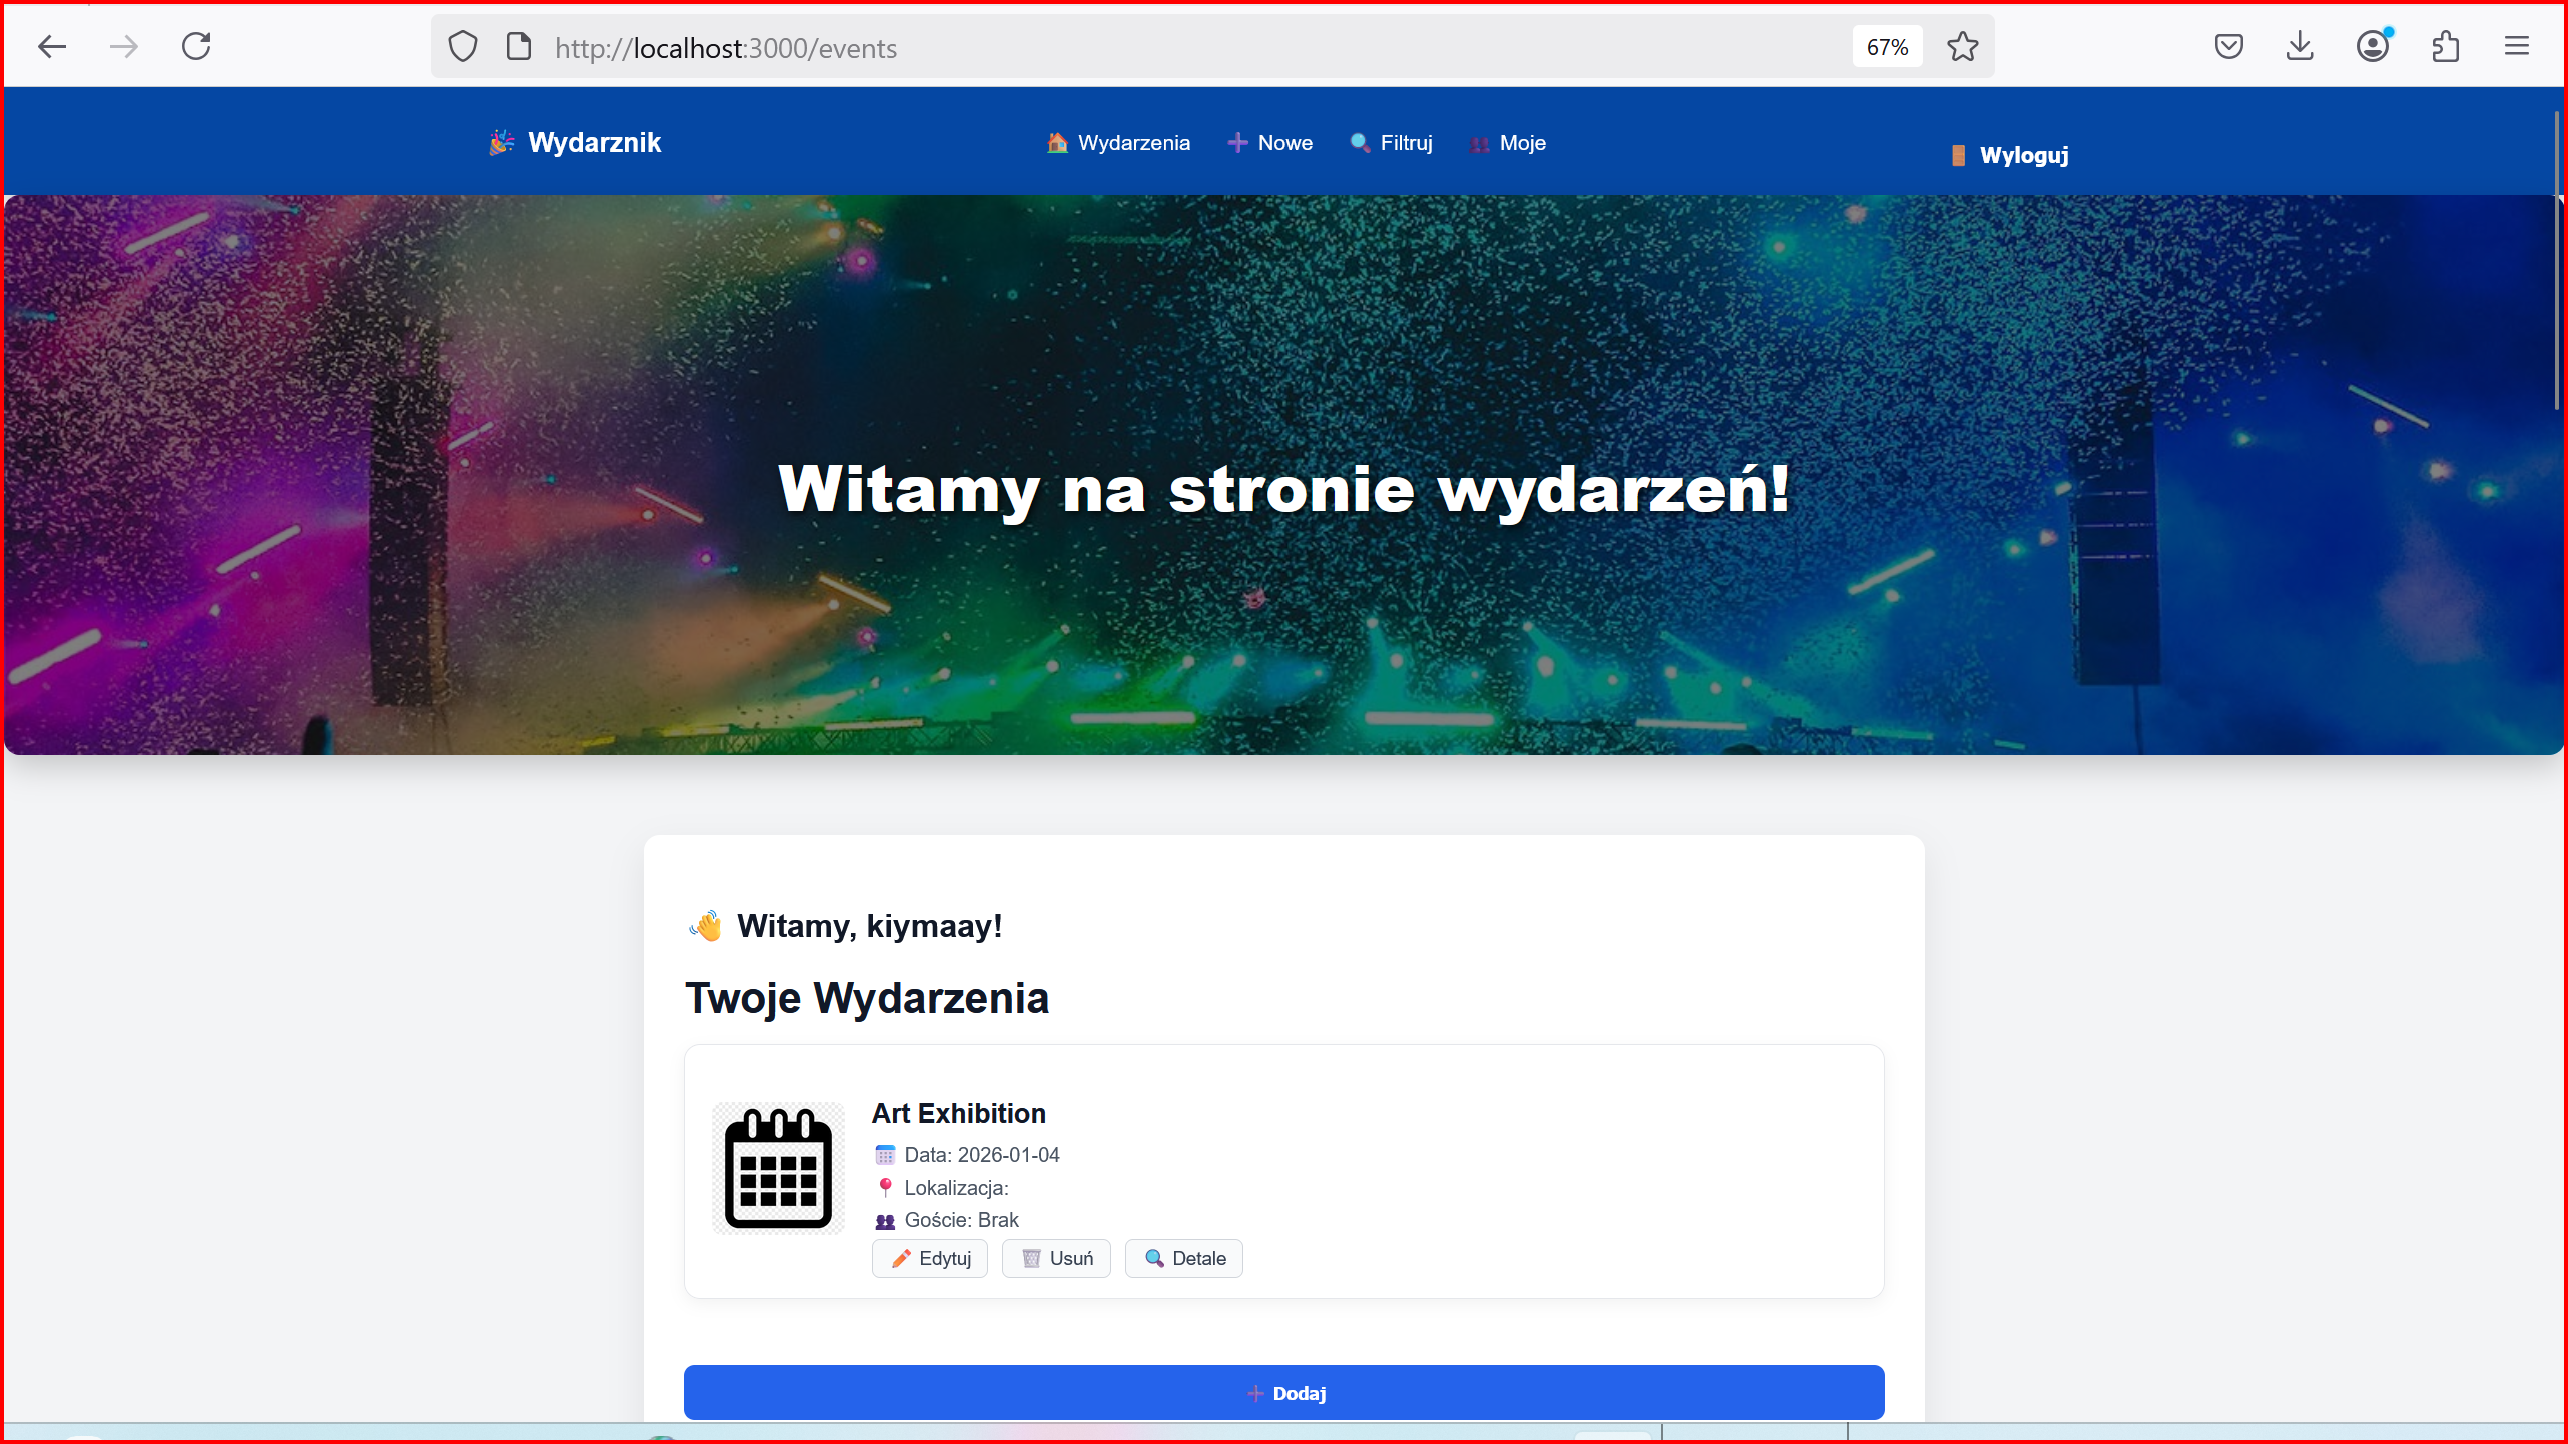 http://localhost:3000/events
67%
Wydarznik
Wydarzenia
Nowe
Filtruj
Moje
Wyloguj
Witamy na stronie wydarzeń!
Witamy, kiymaay!
Twoje Wydarzenia
Art Exhibition
Data: 2026-01-04
Lokalizacja:
Goście: Brak
Edytuj
Usuń
Detale
Dodaj